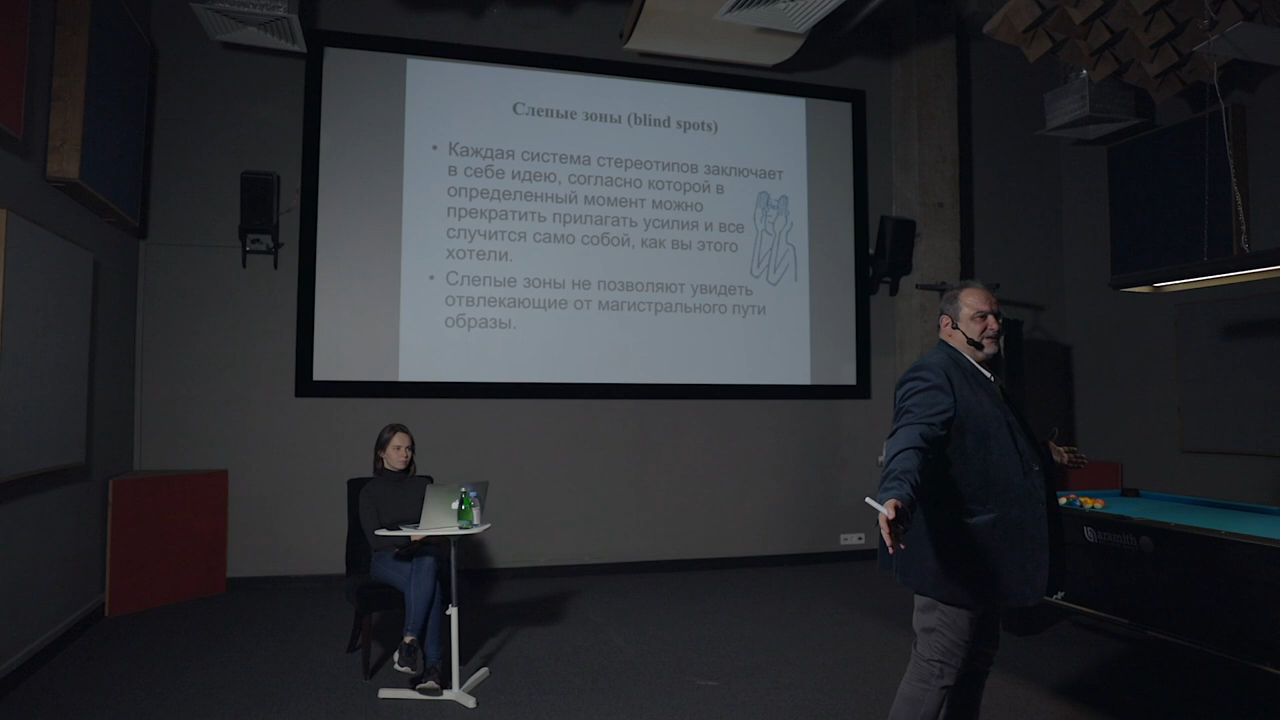 Слепые зоны (blind spots)
• Каждая система стереотипов заключает
в себе идею, согласно которой в
определенный момент можно
прекратить прилагать усилия и все
случится само собой, как вы этого
хотели.
• Слепые зоны не позволяют увидеть
отвлекающие от магистрального пути
образы.
aramith